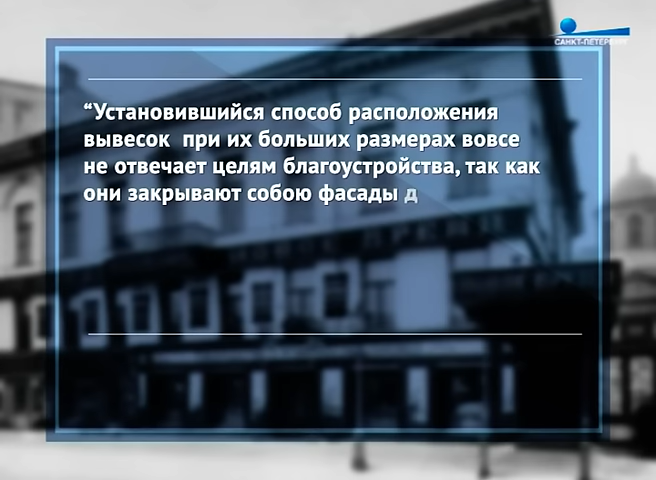 САНКТ-ПЕТЕРБУРГ
“Установившийся способ расположения
вывесок при их больших размерах вовсе
не отвечает целям благоустройства, так как
они закрывают собою фасады д